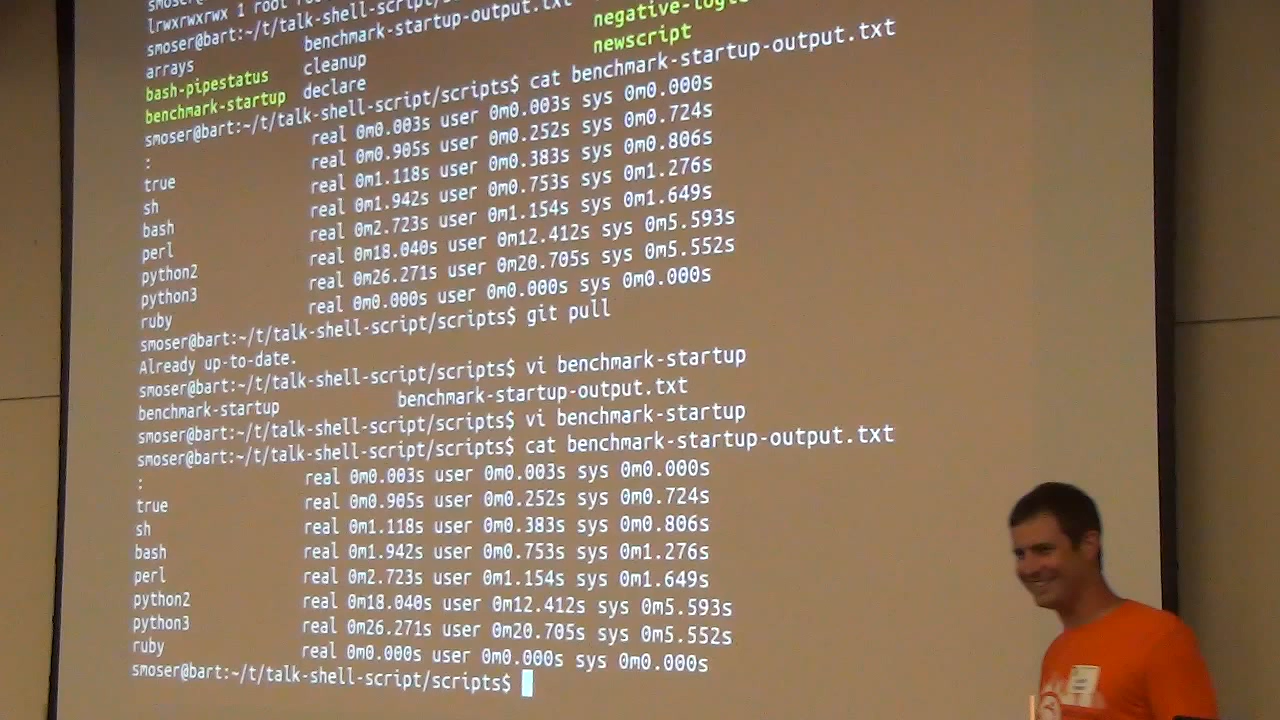 lrwxrwxrwx 1 root
smoser@bart:~/t/talk-shell-script/
arrays benchmark-startup-output.txt negative-logic
bash-pipestatus cleanup newscript
benchmark-startup declare
smoser@bart:~/t/talk-shell-script/scripts$ cat benchmark-startup-output.txt
: real 0m0.003s user 0m0.003s sys 0m0.000s
true real 0m0.905s user 0m0.252s sys 0m0.724s
sh real 0m1.118s user 0m0.383s sys 0m0.806s
bash real 0m1.942s user 0m0.753s sys 0m1.276s
perl real 0m2.723s user 0m1.154s sys 0m1.649s
python2 real 0m18.040s user 0m12.412s sys 0m5.593s
python3 real 0m26.271s user 0m20.705s sys 0m5.552s
ruby real 0m0.000s user 0m0.000s sys 0m0.000s
smoser@bart:~/t/talk-shell-script/scripts$ git pull
Already up-to-date.
smoser@bart:~/t/talk-shell-script/scripts$ vi benchmark-startup
benchmark-startup benchmark-startup-output.txt
smoser@bart:~/t/talk-shell-script/scripts$ vi benchmark-startup
smoser@bart:~/t/talk-shell-script/scripts$ cat benchmark-startup-output.txt
: real 0m0.003s user 0m0.003s sys 0m0.000s
true real 0m0.905s user 0m0.252s sys 0m0.724s
sh real 0m1.118s user 0m0.383s sys 0m0.806s
bash real 0m1.942s user 0m0.753s sys 0m1.276s
perl real 0m2.723s user 0m1.154s sys 0m1.649s
python2 real 0m18.040s user 0m12.412s sys 0m5.593s
python3 real 0m26.271s user 0m20.705s sys 0m5.552s
ruby real 0m0.000s user 0m0.000s sys 0m0.000s
smoser@bart:~/t/talk-shell-script/scripts$